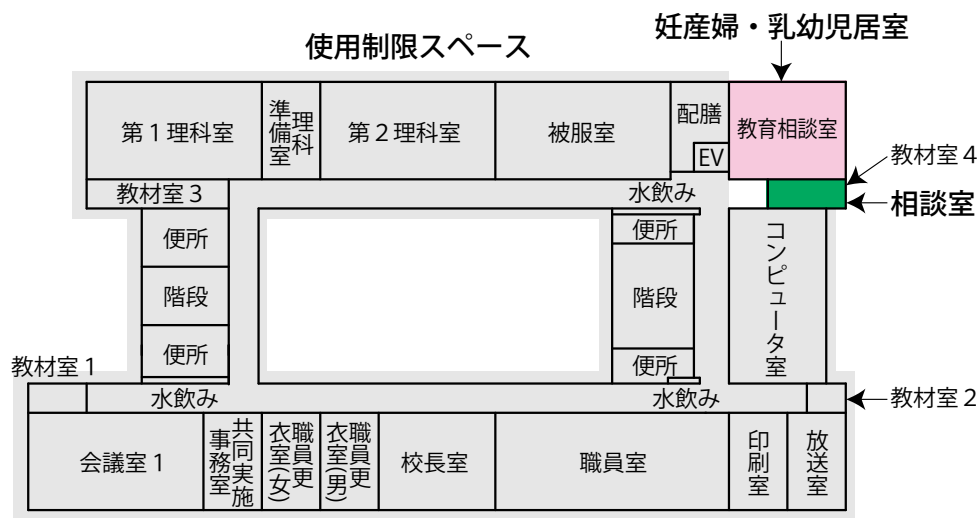 妊産婦・乳幼児居室
使用制限スペース
第１理科室
理科
準備室
第２理科室
被服室
配膳
EV
教育相談室
教材室４
相談室
教材室３
水飲み
便所
階段
便所
便所
階段
便所
コンピュータ室
教材室１
水飲み
水飲み
教材室２
会議室１
共同実施
事務室
職員更
衣室(女)
職員更
衣室(男)
校長室
職員室
印刷室
放送室